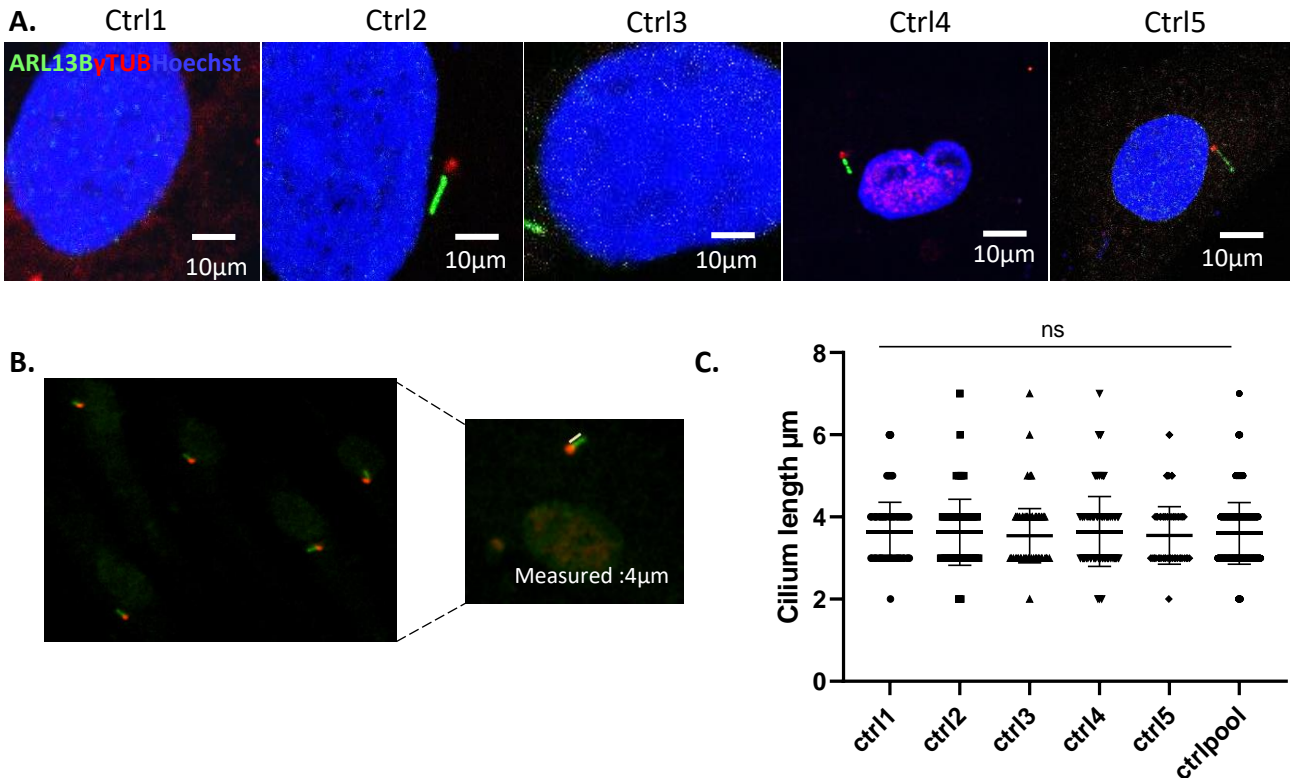 A.
Ctrl1
Ctrl2
Ctrl3
Ctrl4
Ctrl5
ARL13BγTUBHoechst
10µm
10µm
10µm
10µm
10µm
B.
Measured :4µm
C.
ns
Cilium length µm
8
6
4
2
0
ctrl1
ctrl2
ctrl3
ctrl4
ctrl5
ctrlpool